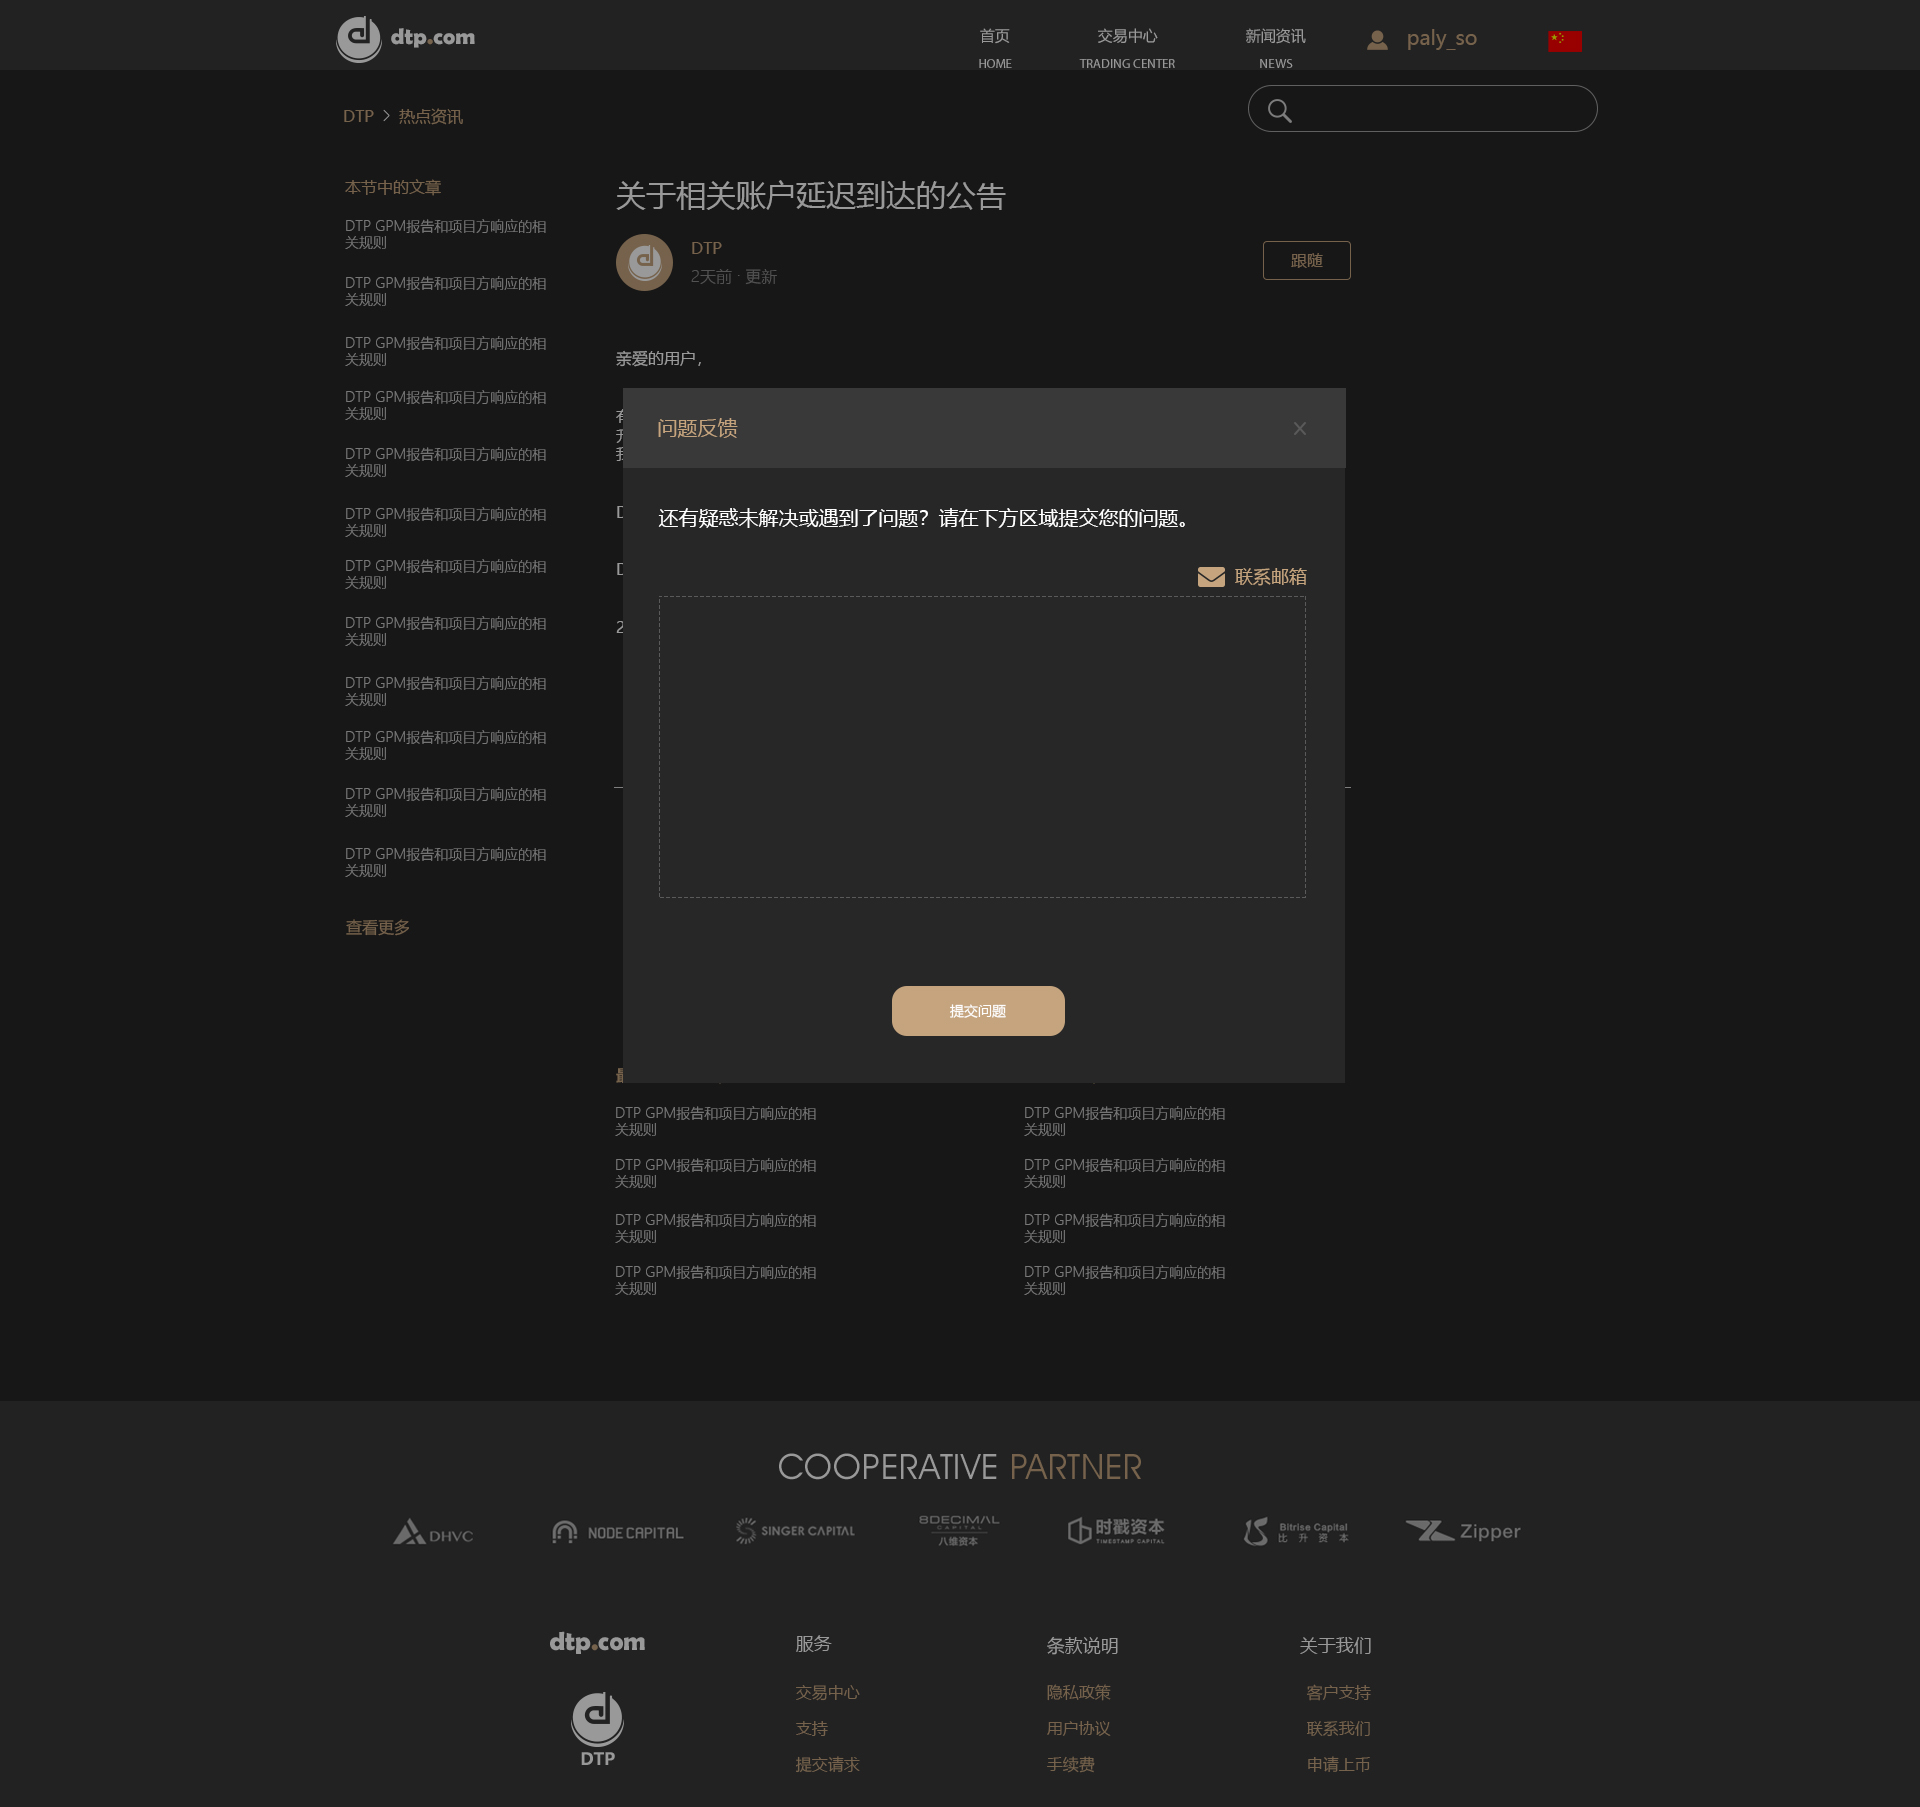 dtp.com
首页
HOME
交易中心
TRADING CENTER
新闻资讯
NEWS
paly_so
DTP > 热点资讯
本节中的文章
DTP GPM报告和项目方响应的相
关规则
DTP GPM报告和项目方响应的相
关规则
DTP GPM报告和项目方响应的相
关规则
DTP GPM报告和项目方响应的相
关规则
DTP GPM报告和项目方响应的相
关规则
DTP GPM报告和项目方响应的相
关规则
DTP GPM报告和项目方响应的相
关规则
DTP GPM报告和项目方响应的相
关规则
DTP GPM报告和项目方响应的相
关规则
DTP GPM报告和项目方响应的相
关规则
DTP GPM报告和项目方响应的相
关规则
DTP GPM报告和项目方响应的相
关规则
查看更多
关于相关账户延迟到达的公告
DTP
2天前 · 更新
跟随
亲爱的用户，
问题反馈
还有疑惑未解决或遇到了问题？请在下方区域提交您的问题。
联系邮箱
提交问题
DTP GPM报告和项目方响应的相
关规则
DTP GPM报告和项目方响应的相
关规则
DTP GPM报告和项目方响应的相
关规则
DTP GPM报告和项目方响应的相
关规则
DTP GPM报告和项目方响应的相
关规则
DTP GPM报告和项目方响应的相
关规则
DTP GPM报告和项目方响应的相
关规则
DTP GPM报告和项目方响应的相
关规则
COOPERATIVE PARTNER
DHVC
NODE CAPITAL
SINGER CAPITAL
8DECIMAL
CAPITAL
八维资本
时戳资本
TIMESTAMP CAPITAL
Bitrise Capital
比升资本
Zipper
dtp.com
DTP
服务
交易中心
支持
提交请求
条款说明
隐私政策
用户协议
手续费
关于我们
客户支持
联系我们
申请上币